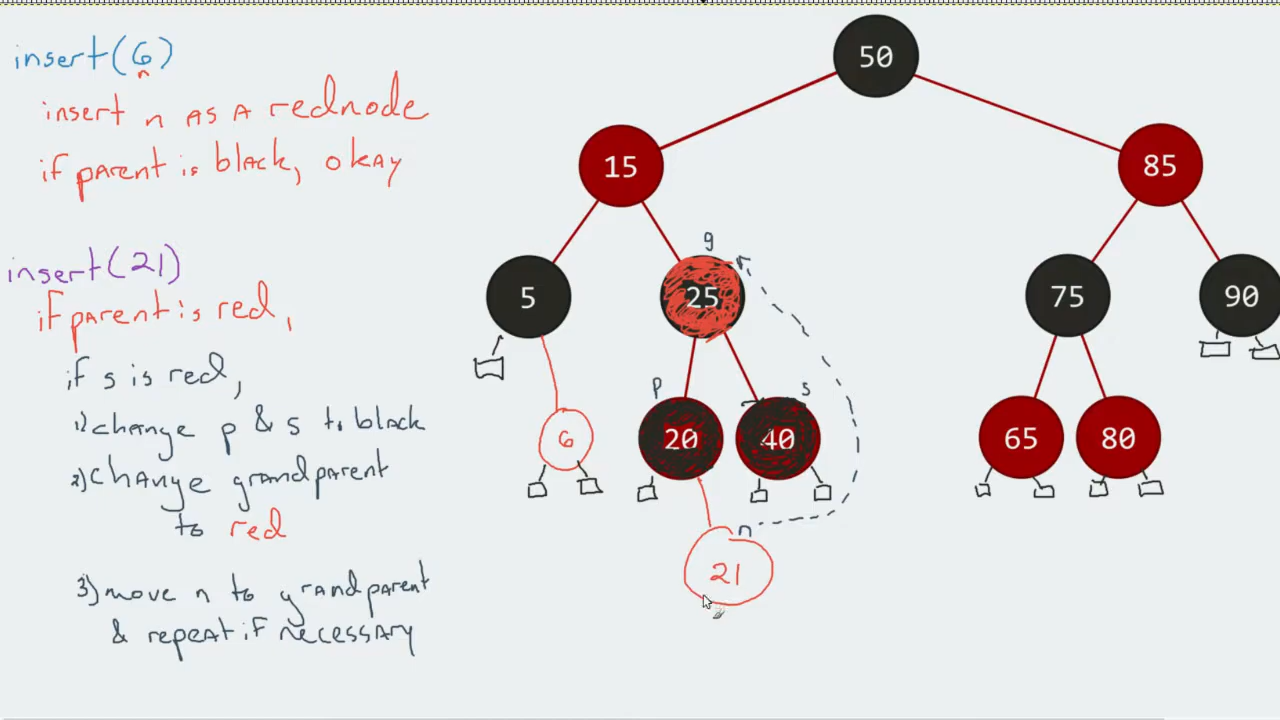 insert(6)
n
insert n as a rednode
if parent is black, okay
insert(21)
if parent is red,
if s is red,
1) change p & s to black
2) change grandparent
to red
3) move n to grandparent
& repeat if necessary
50
15
85
g
5
25
75
90
p
s
6
20
40
65
80
n
21